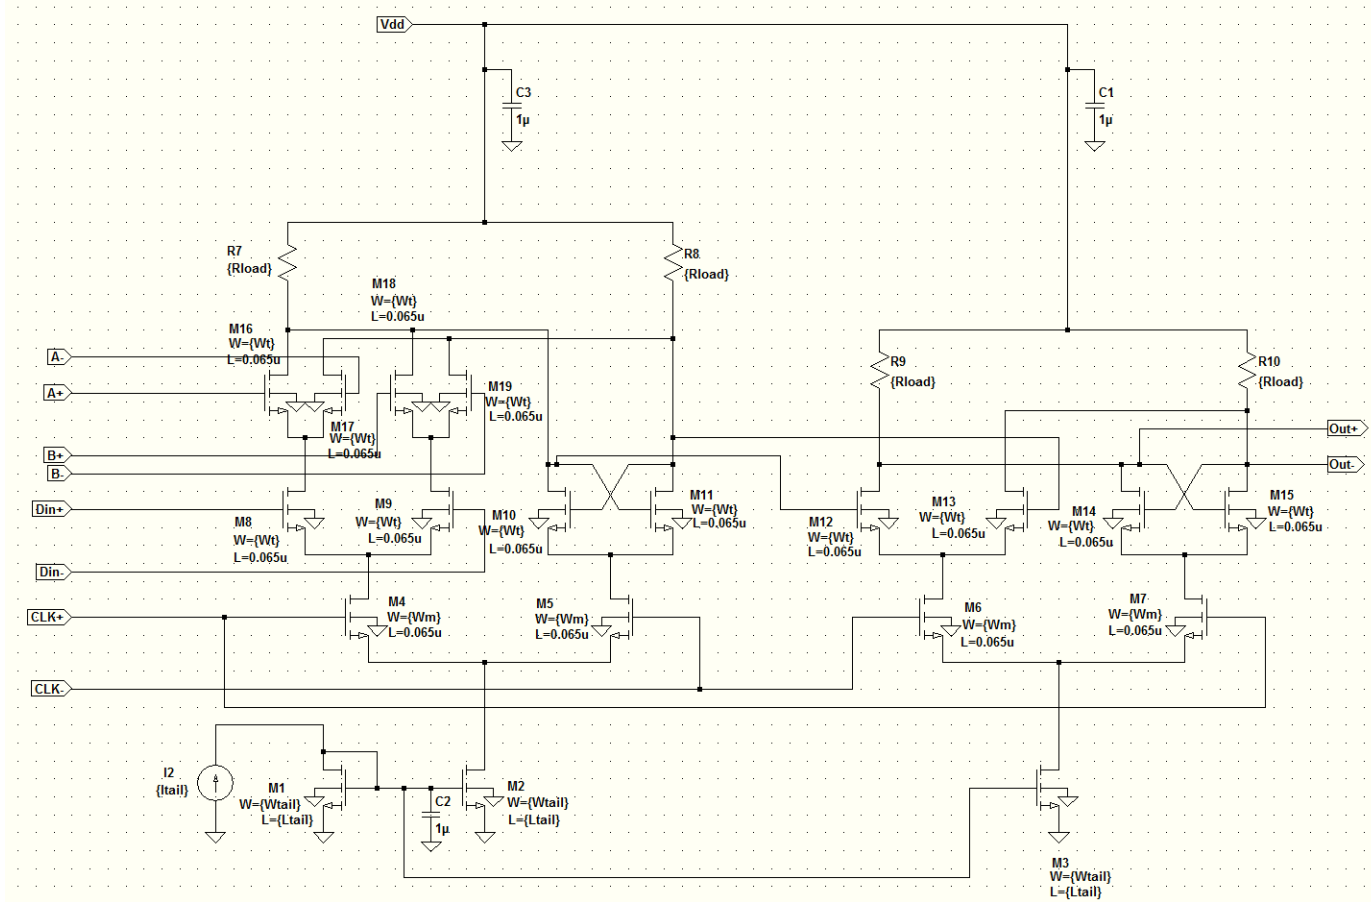 Vdd
C3
1µ
C1
1µ
R7
{Rload}
R8
{Rload}
M18
W={Wt}
L=0.065u
M16
W={Wt}
L=0.065u
A-
A+
M19
W={Wt}
L=0.065u
M17
W={Wt}
L=0.065u
R9
{Rload}
R10
{Rload}
B+
B-
Out+
Out-
Din+
M8
W={Wt}
L=0.065u
M9
W={Wt}
L=0.065u
M10
W={Wt}
L=0.065u
M11
W={Wt}
L=0.065u
M12
W={Wt}
L=0.065u
M13
W={Wt}
L=0.065u
M14
W={Wt}
L=0.065u
M15
W={Wt}
L=0.065u
Din-
CLK+
M4
W={Wm}
L=0.065u
M5
W={Wm}
L=0.065u
M6
W={Wm}
L=0.065u
M7
W={Wm}
L=0.065u
CLK-
I2
{Itail}
M1
W={Wtail}
L={Ltail}
C2
1µ
M2
W={Wtail}
L={Ltail}
M3
W={Wtail}
L={Ltail}